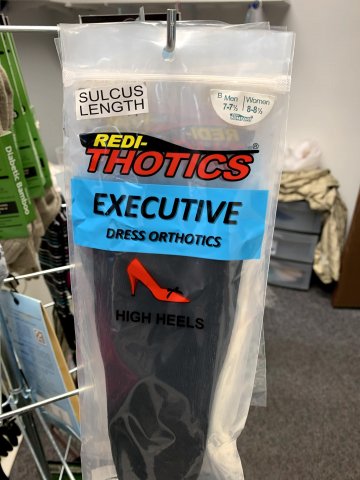 SULCUS
LENGTH
B Men
7-7½
Women
8-8½
REDI-
THOTICS®
EXECUTIVE
DRESS ORTHOTICS
HIGH HEELS
Diabetic Bamboo